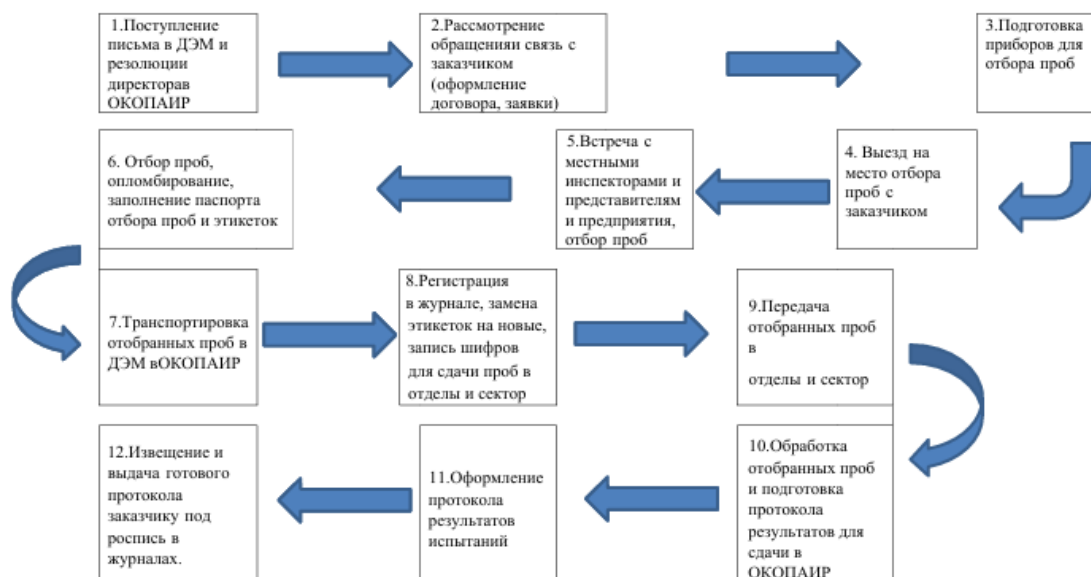 1.Поступление
письма в ДЭМ и
резолюции
директорав
ОКОПАИР
2.Рассмотрение
обращенияи связь с
заказчиком
(оформление
договора, заявки)
3.Подготовка
приборов для
отбора проб
4. Выезд на
место отбора
проб с
заказчиком
5.Встреча с
местными
инспекторами и
представителям
и предприятия,
отбор проб
6. Отбор проб,
опломбирование,
заполнение паспорта
отбора проб и этикеток
7.Транспортировка
отобранных проб в
ДЭМ вОКОПАИР
8.Регистрация
в журнале, замена
этикеток на новые,
запись шифров
для сдачи проб в
отделы и сектор
9.Передача
отобранных проб
в
отделы и сектор
10.Обработка
отобранных проб
и подготовка
протокола
результатов для
сдачи в
ОКОПАИР
11.Оформление
протокола
результатов
испытаний
12.Извещение и
выдача готового
протокола
заказчику под
роспись в
журналах.